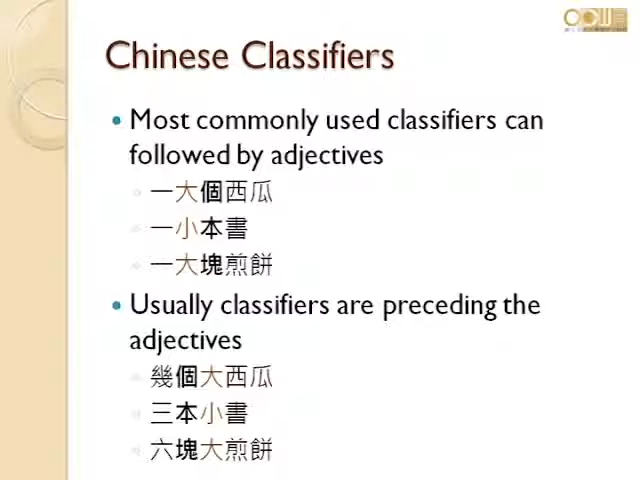 Chinese Classifiers
Most commonly used classifiers can
followed by adjectives
一大個西瓜
一小本書
一大塊煎餅
Usually classifiers are preceding the
adjectives
幾個大西瓜
三本小書
六塊大煎餅